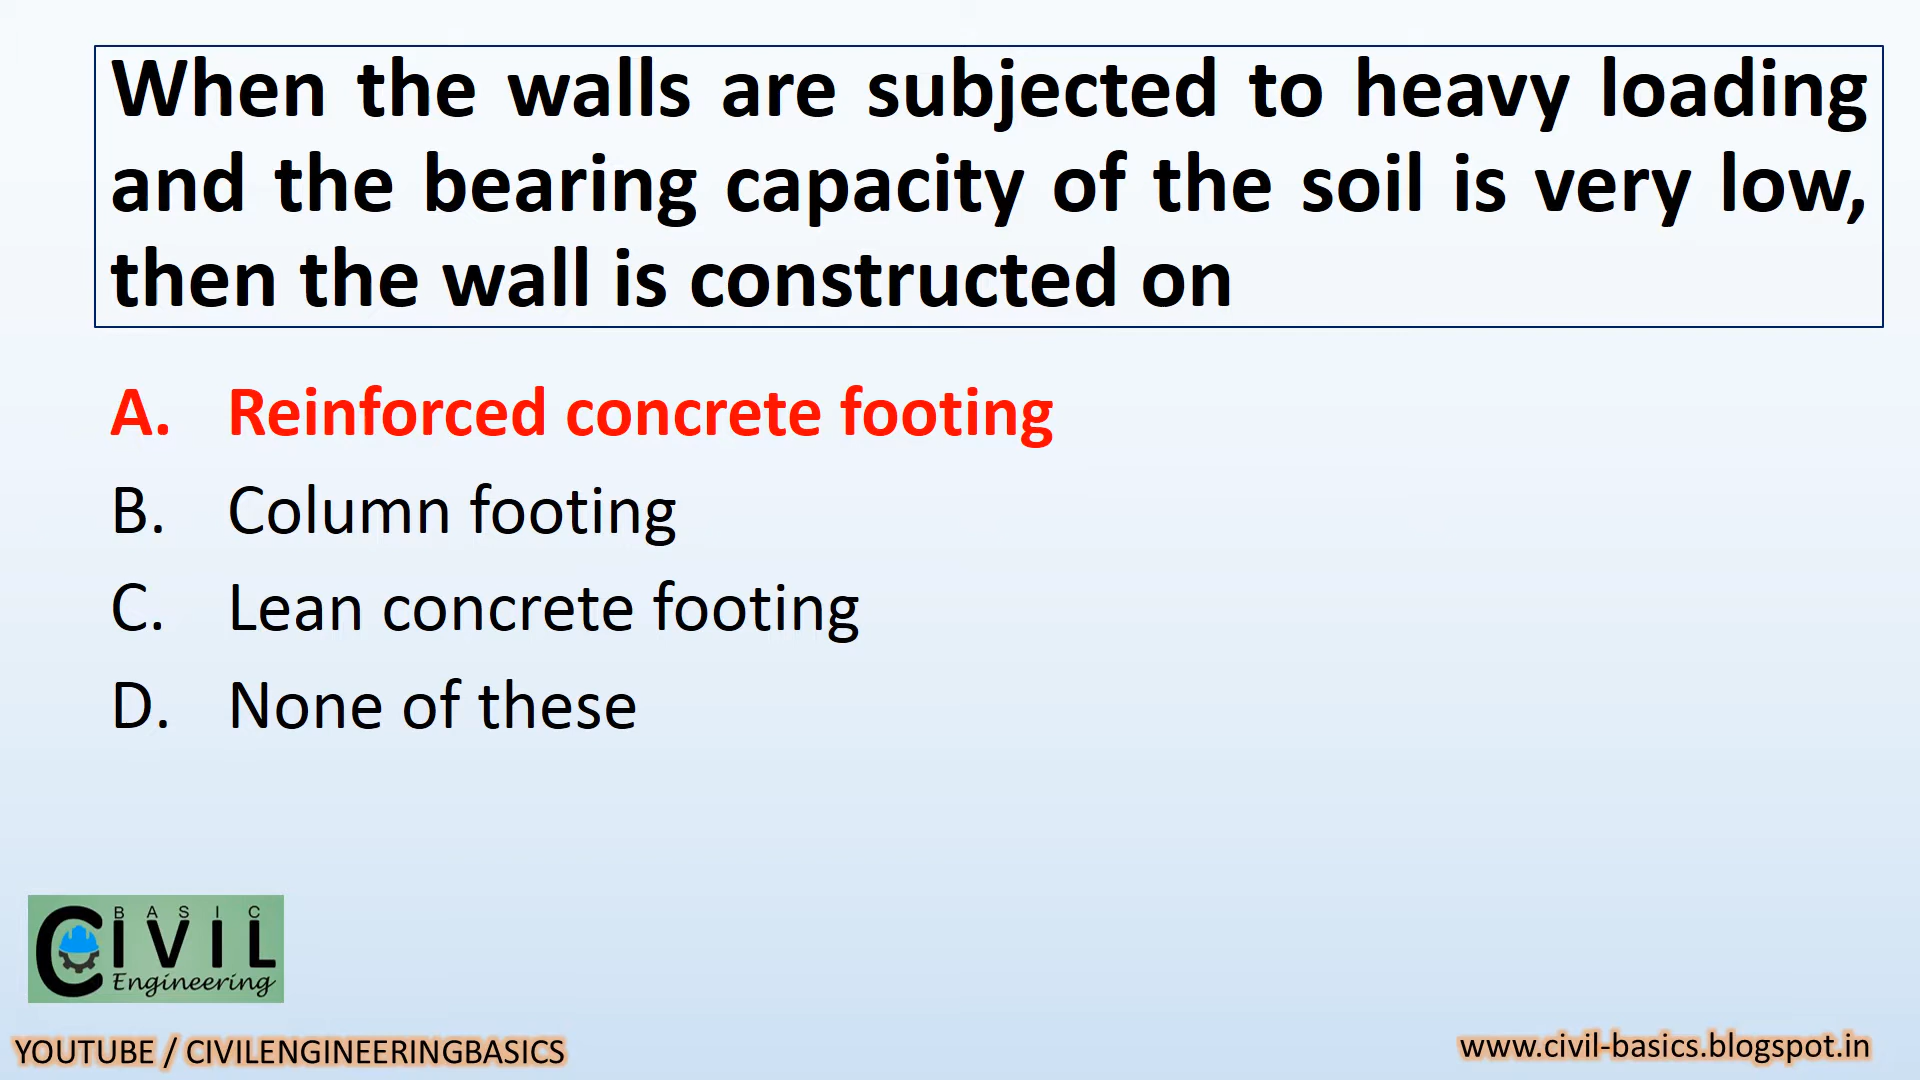 When the walls are subjected to heavy loading
and the bearing capacity of the soil is very low,
then the wall is constructed on
A. Reinforced concrete footing
B. Column footing
C. Lean concrete footing
D. None of these
BASIC
CIVIL
Engineering
YOUTUBE / CIVILENGINEERINGBASICS
www.civil-basics.blogspot.in